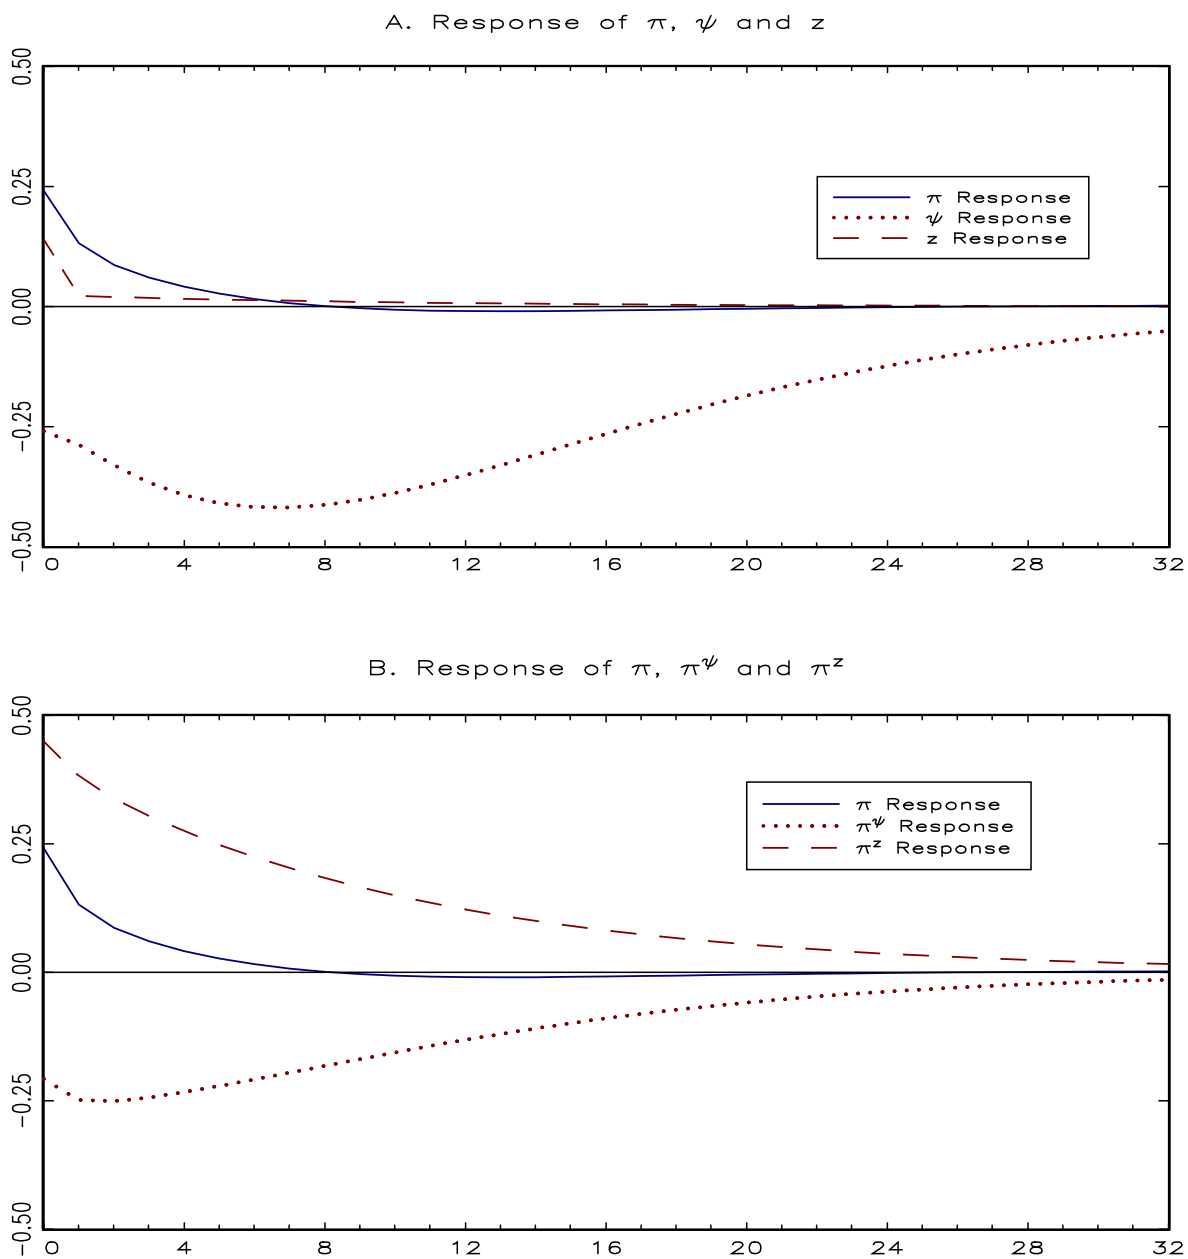 A. Response of π, ψ and z
0.50
0.25
0.00
-0.25
-0.50
π Response
ψ Response
z Response
0 4 8 12 16 20 24 28 32
B. Response of π, π^ψ and π^z
0.50
0.25
0.00
-0.25
-0.50
π Response
π^ψ Response
π^z Response
0 4 8 12 16 20 24 28 32